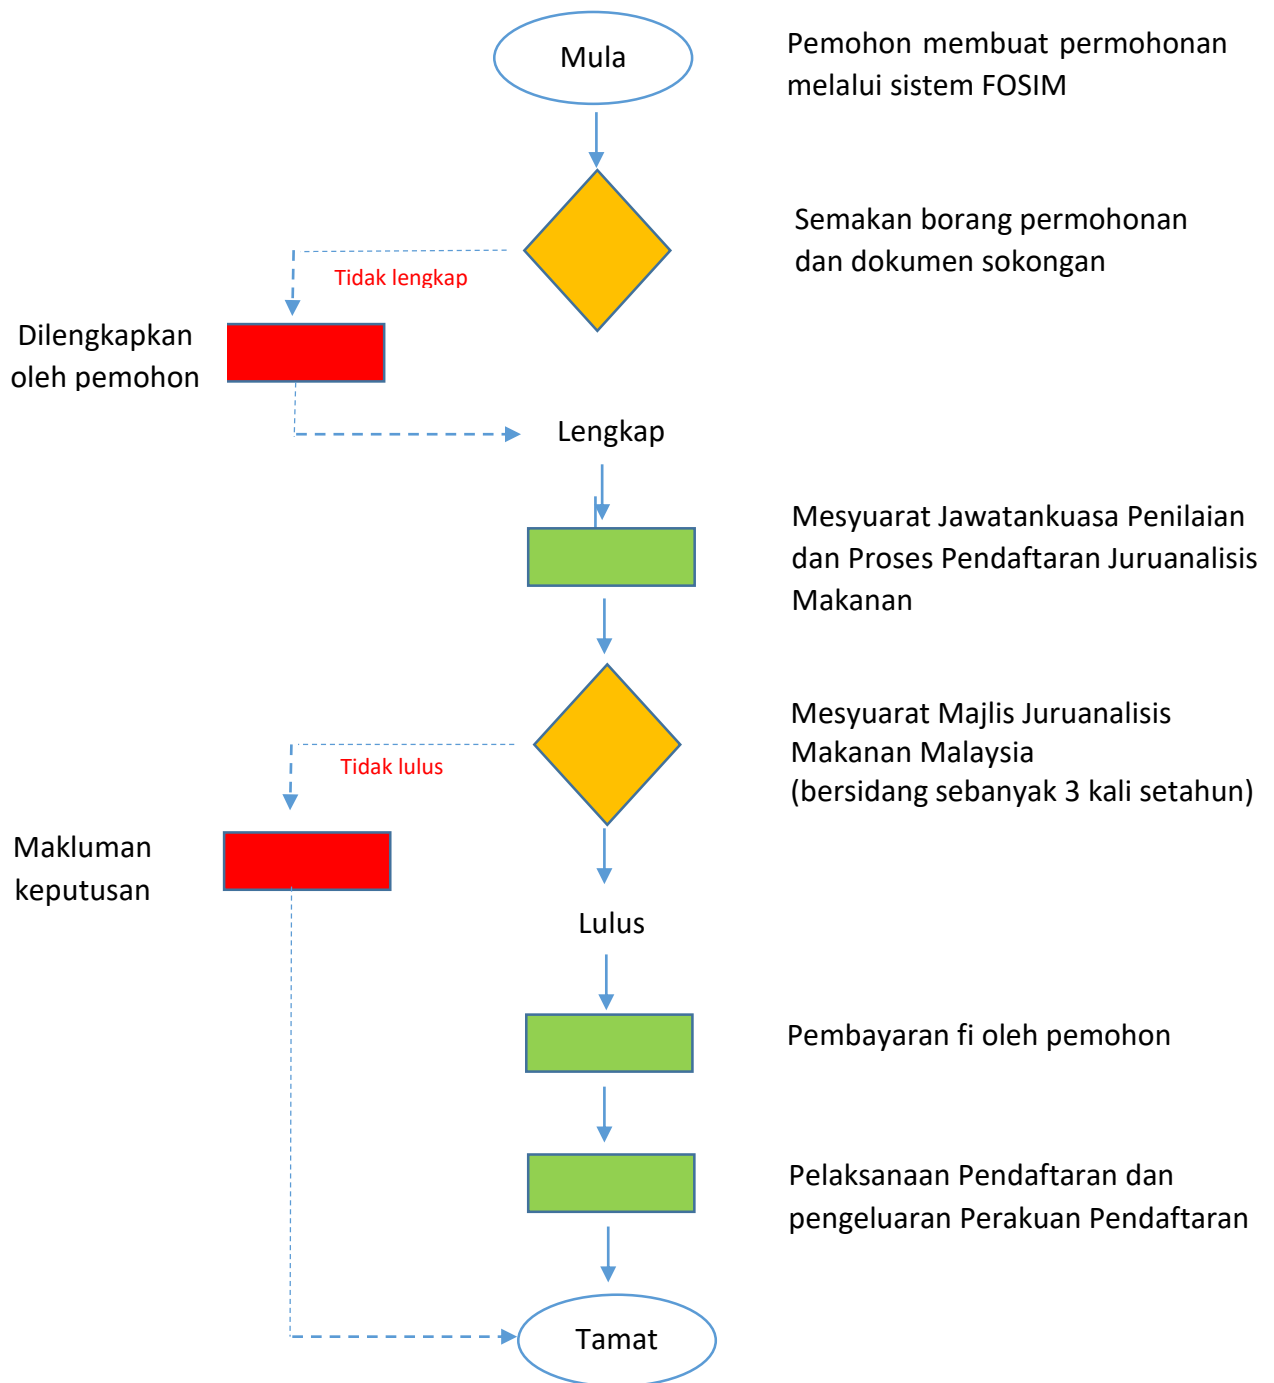 Mula
Pemohon membuat permohonan
melalui sistem FOSIM
Semakan borang permohonan
dan dokumen sokongan
Tidak lengkap
Dilengkapkan
oleh pemohon
Lengkap
Mesyuarat Jawatankuasa Penilaian
dan Proses Pendaftaran Juruanalisis
Makanan
Mesyuarat Majlis Juruanalisis
Makanan Malaysia
(bersidang sebanyak 3 kali setahun)
Tidak lulus
Makluman
keputusan
Lulus
Pembayaran fi oleh pemohon
Pelaksanaan Pendaftaran dan
pengeluaran Perakuan Pendaftaran
Tamat